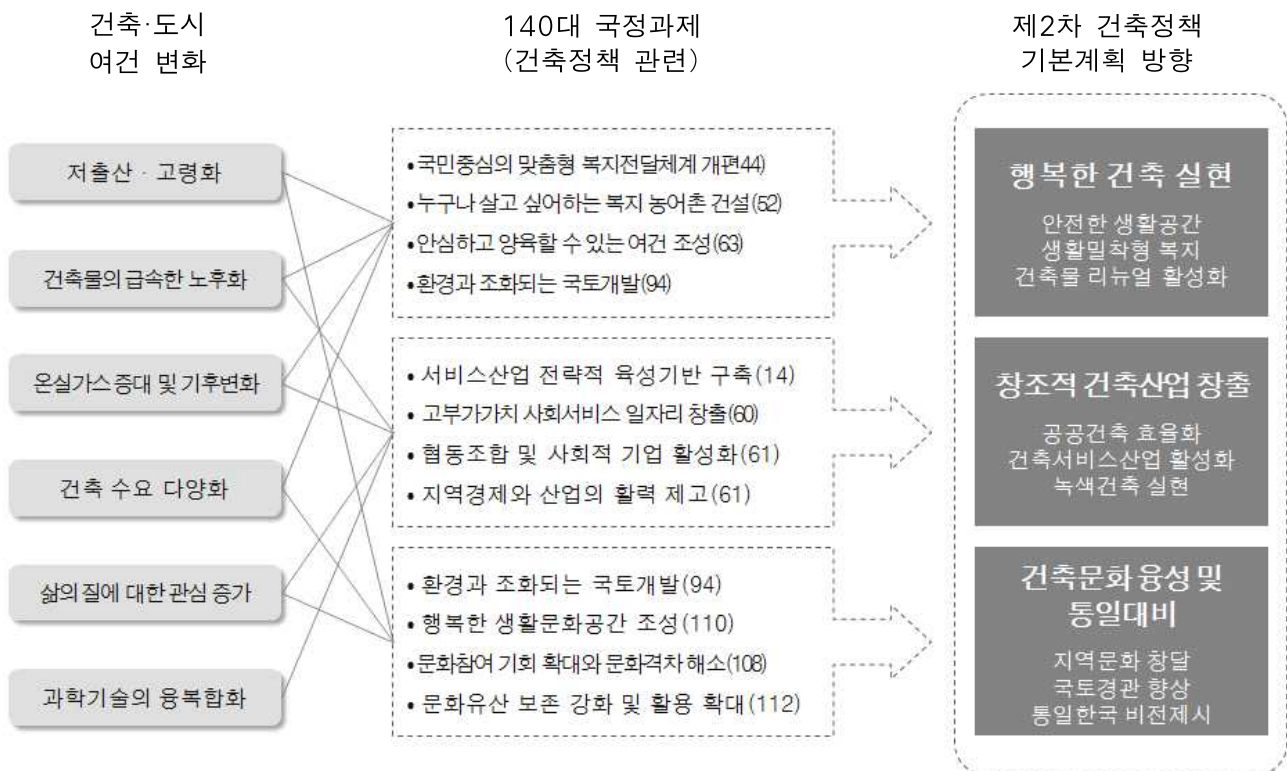 건축·도시
여건 변화
140대 국정과제
(건축정책 관련)
제2차 건축정책
기본계획 방향
저출산 · 고령화
건축물의 급속한 노후화
온실가스 증대 및 기후변화
건축 수요 다양화
삶의 질에 대한 관심 증가
과학기술의 융복합화
•국민중심의 맞춤형 복지전달체계 개편44)
•누구나 살고 싶어하는 복지 농어촌 건설(52)
•안심하고 양육할 수 있는 여건 조성(63)
•환경과 조화되는 국토개발(94)
• 서비스산업 전략적 육성기반 구축(14)
• 고부가가치 사회서비스 일자리 창출(60)
• 협동조합 및 사회적 기업 활성화(61)
• 지역경제와 산업의 활력 제고(61)
• 환경과 조화되는 국토개발(94)
• 행복한 생활문화공간 조성(110)
•문화참여 기회 확대와 문화격차 해소(108)
• 문화유산 보존 강화 및 활용 확대(112)
행복한 건축 실현
안전한 생활공간
생활밀착형 복지
건축물 리뉴얼 활성화
창조적 건축산업 창출
공공건축 효율화
건축서비스산업 활성화
녹색건축 실현
건축문화 융성 및
통일대비
지역문화 창달
국토경관 향상
통일한국 비전제시